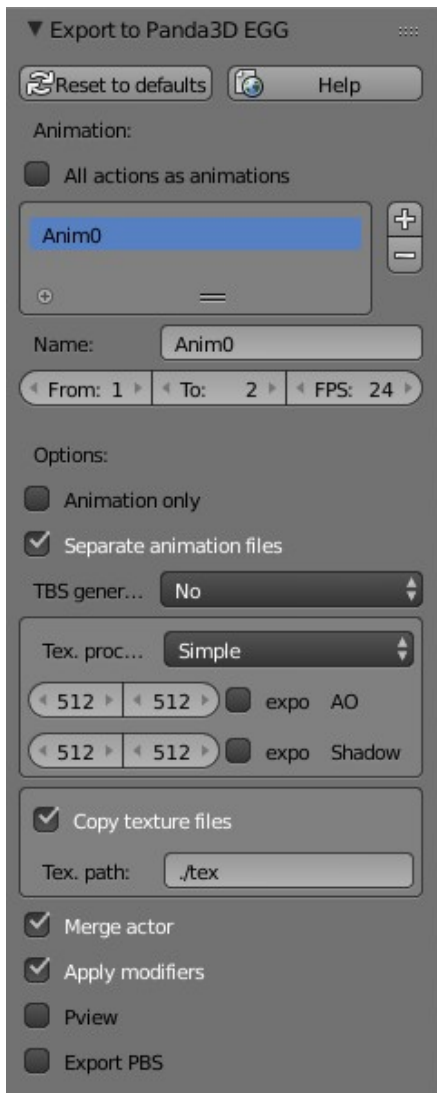 Export to Panda3D EGG
Reset to defaults Help
Animation:
All actions as animations
Anim0
Name: Anim0
From: 1 To: 2 FPS: 24
Options:
Animation only
Separate animation files
TBS gener... No
Tex. proc... Simple
512 512 expo AO
512 512 expo Shadow
Copy texture files
Tex. path: ./tex
Merge actor
Apply modifiers
Pview
Export PBS